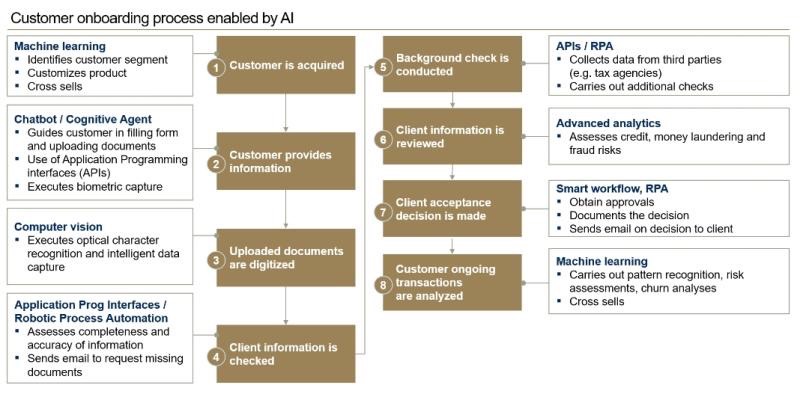 Customer onboarding process enabled by AI
Machine learning
▪ Identifies customer segment
▪ Customizes product
▪ Cross sells
1 Customer is acquired
Chatbot / Cognitive Agent
▪ Guides customer in filling form
and uploading documents
▪ Use of Application Programming
interfaces (APIs)
▪ Executes biometric capture
2 Customer provides
information
Computer vision
▪ Executes optical character
recognition and intelligent data
capture
3 Uploaded documents
are digitized
Application Prog Interfaces /
Robotic Process Automation
▪ Assesses completeness and
accuracy of information
▪ Sends email to request missing
documents
4 Client information is
checked
5 Background check is
conducted
APIs / RPA
▪ Collects data from third parties
(e.g. tax agencies)
▪ Carries out additional checks
6 Client information is
reviewed
Advanced analytics
▪ Assesses credit, money laundering and
fraud risks
7 Client acceptance
decision is made
Smart workflow, RPA
▪ Obtain approvals
▪ Documents the decision
▪ Sends email on decision to client
8 Customer ongoing
transactions
are analyzed
Machine learning
▪ Carries out pattern recognition, risk
assessments, churn analyses
▪ Cross sells